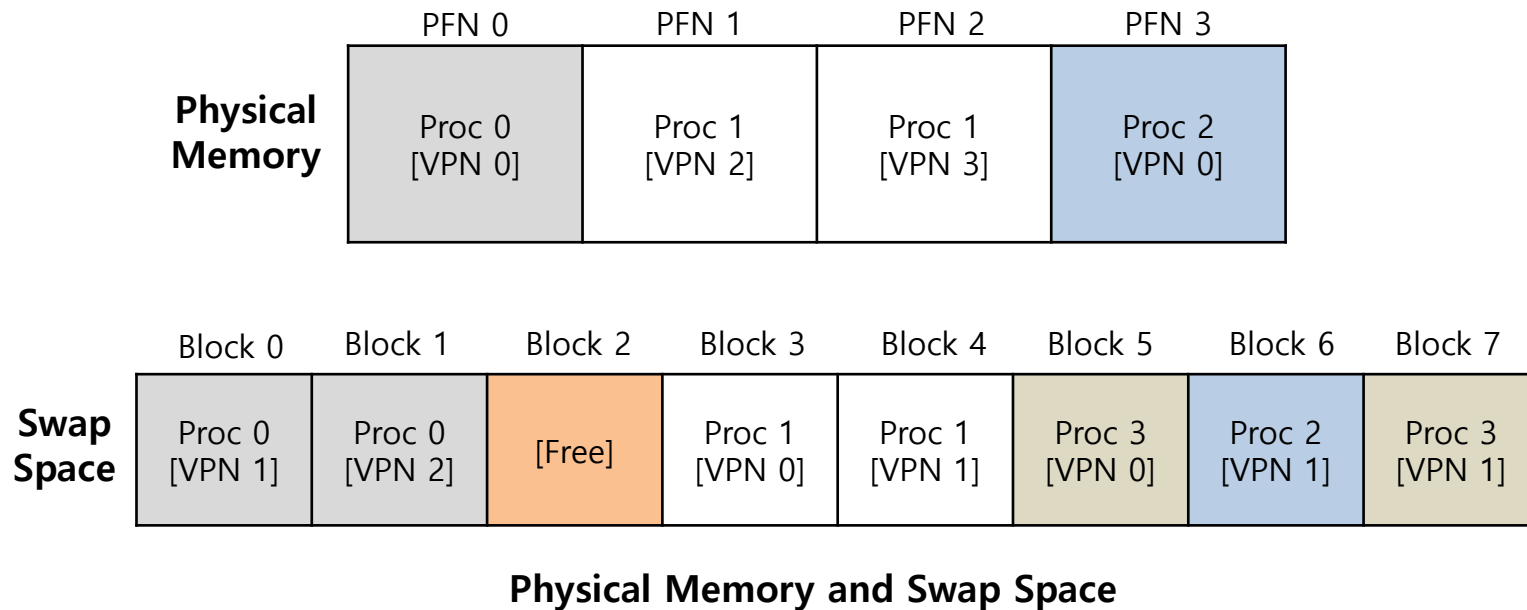 PFN 0 PFN 1 PFN 2 PFN 3
Physical
Memory
Proc 0 Proc 1 Proc 1 Proc 2
[VPN 0] [VPN 2] [VPN 3] [VPN 0]
Block 0 Block 1 Block 2 Block 3 Block 4 Block 5 Block 6 Block 7
Swap
Space
Proc 0 Proc 0 [Free] Proc 1 Proc 1 Proc 3 Proc 2 Proc 3
[VPN 1] [VPN 2] [VPN 0] [VPN 1] [VPN 0] [VPN 1] [VPN 1]
Physical Memory and Swap Space